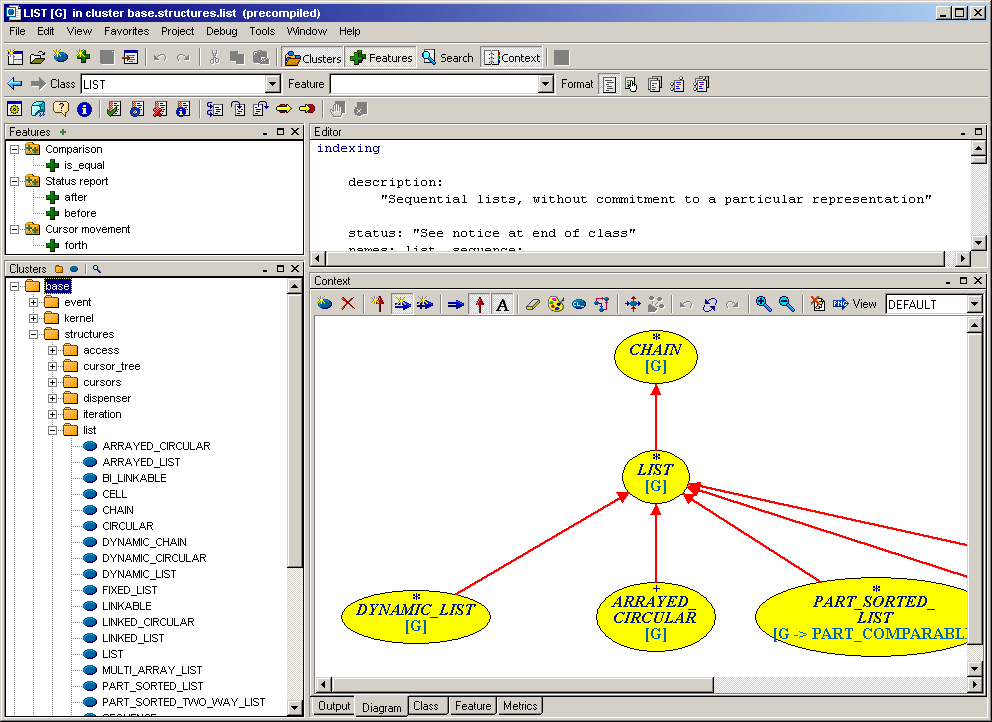 LIST [G]  in cluster base.structures.list  (precompiled)
File Edit View Favorites Project Debug Tools Window Help
Clusters Features Search Context
Class LIST Feature Format
Features
Comparison
is_equal
Status report
after
before
Cursor movement
forth
Editor
indexing
description:
"Sequential lists, without commitment to a particular representation"
status: "See notice at end of class"
names: list, sequence;
Clusters
base
event
kernel
structures
access
cursor_tree
cursors
dispenser
iteration
list
ARRAYED_CIRCULAR
ARRAYED_LIST
BI_LINKABLE
CELL
CHAIN
CIRCULAR
DYNAMIC_CHAIN
DYNAMIC_CIRCULAR
DYNAMIC_LIST
FIXED_LIST
LINKABLE
LINKED_CIRCULAR
LINKED_LIST
LIST
MULTI_ARRAY_LIST
PART_SORTED_LIST
PART_SORTED_TWO_WAY_LIST
SEQUENCE
Context
A View DEFAULT
*
CHAIN
[G]
*
LIST
[G]
*
DYNAMIC_LIST
[G]
+
ARRAYED_
CIRCULAR
[G]
*
PART_SORTED_
LIST
[G -> PART_COMPARABL
Output Diagram Class Feature Metrics